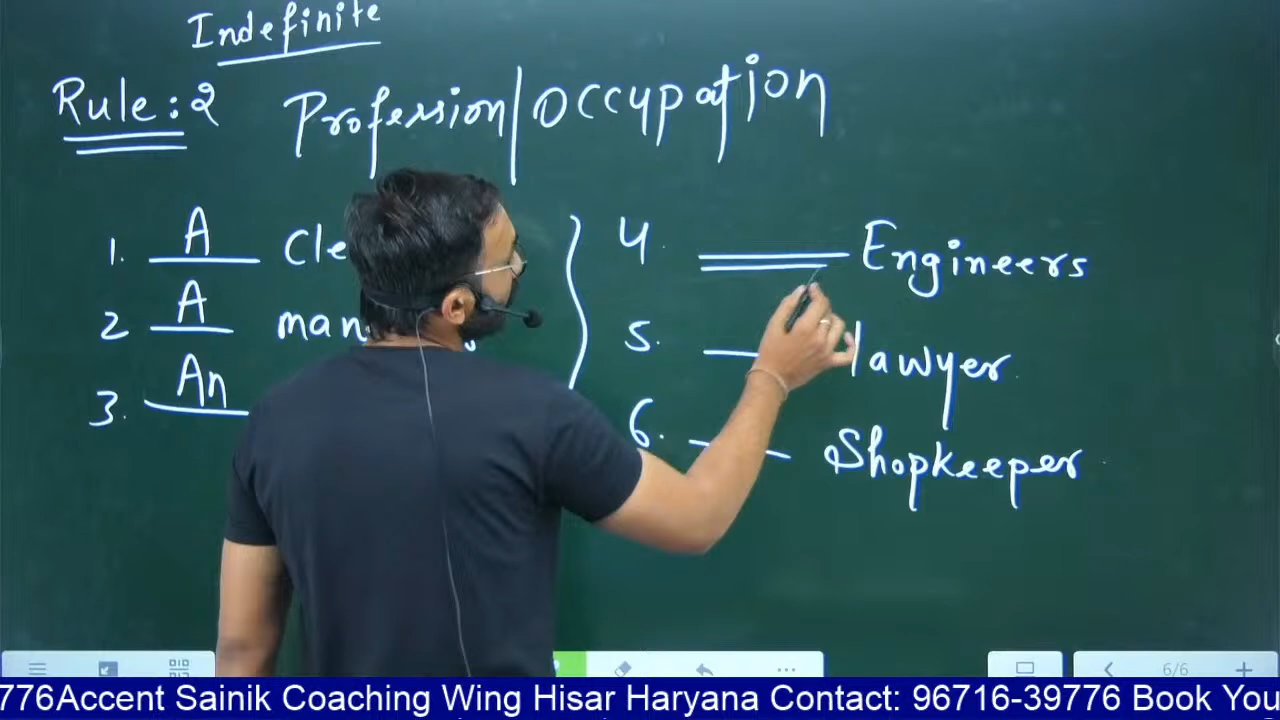 Indefinite
Rule:2 Profession/Occupation
1. A Cle
2 A man
3. An
4. Engineers
5. lawyer
6. Shopkeeper
6/6
776Accent Sainik Coaching Wing Hisar Haryana Contact: 96716-39776 Book You